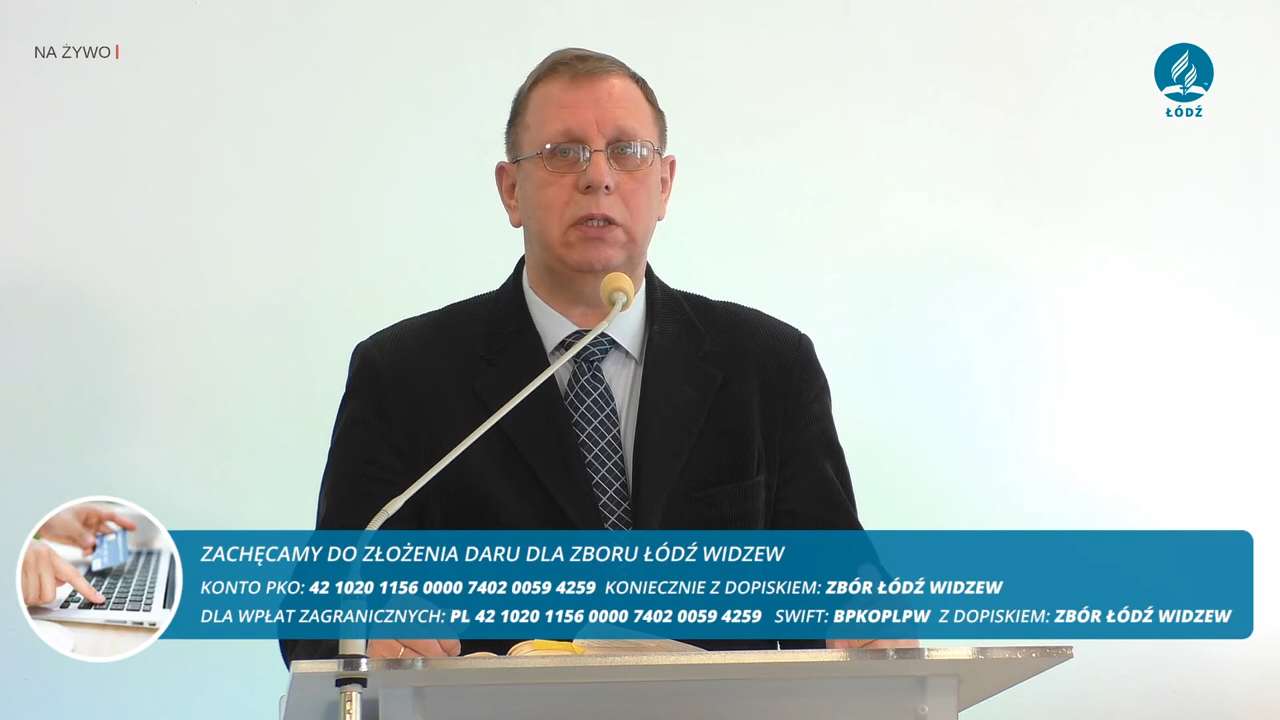 NA ŻYWO
ŁÓDŹ
ZACHĘCAMY DO ZŁOŻENIA DARU DLA ZBORU ŁÓDŹ WIDZEW
KONTO PKO: 42 1020 1156 0000 7402 0059 4259 KONIECZNIE Z DOPISKIEM: ZBÓR ŁÓDŹ WIDZEW
DLA WPŁAT ZAGRANICZNYCH: PL 42 1020 1156 0000 7402 0059 4259 SWIFT: BPKOPLPW Z DOPISKIEM: ZBÓR ŁÓDŹ WIDZEW